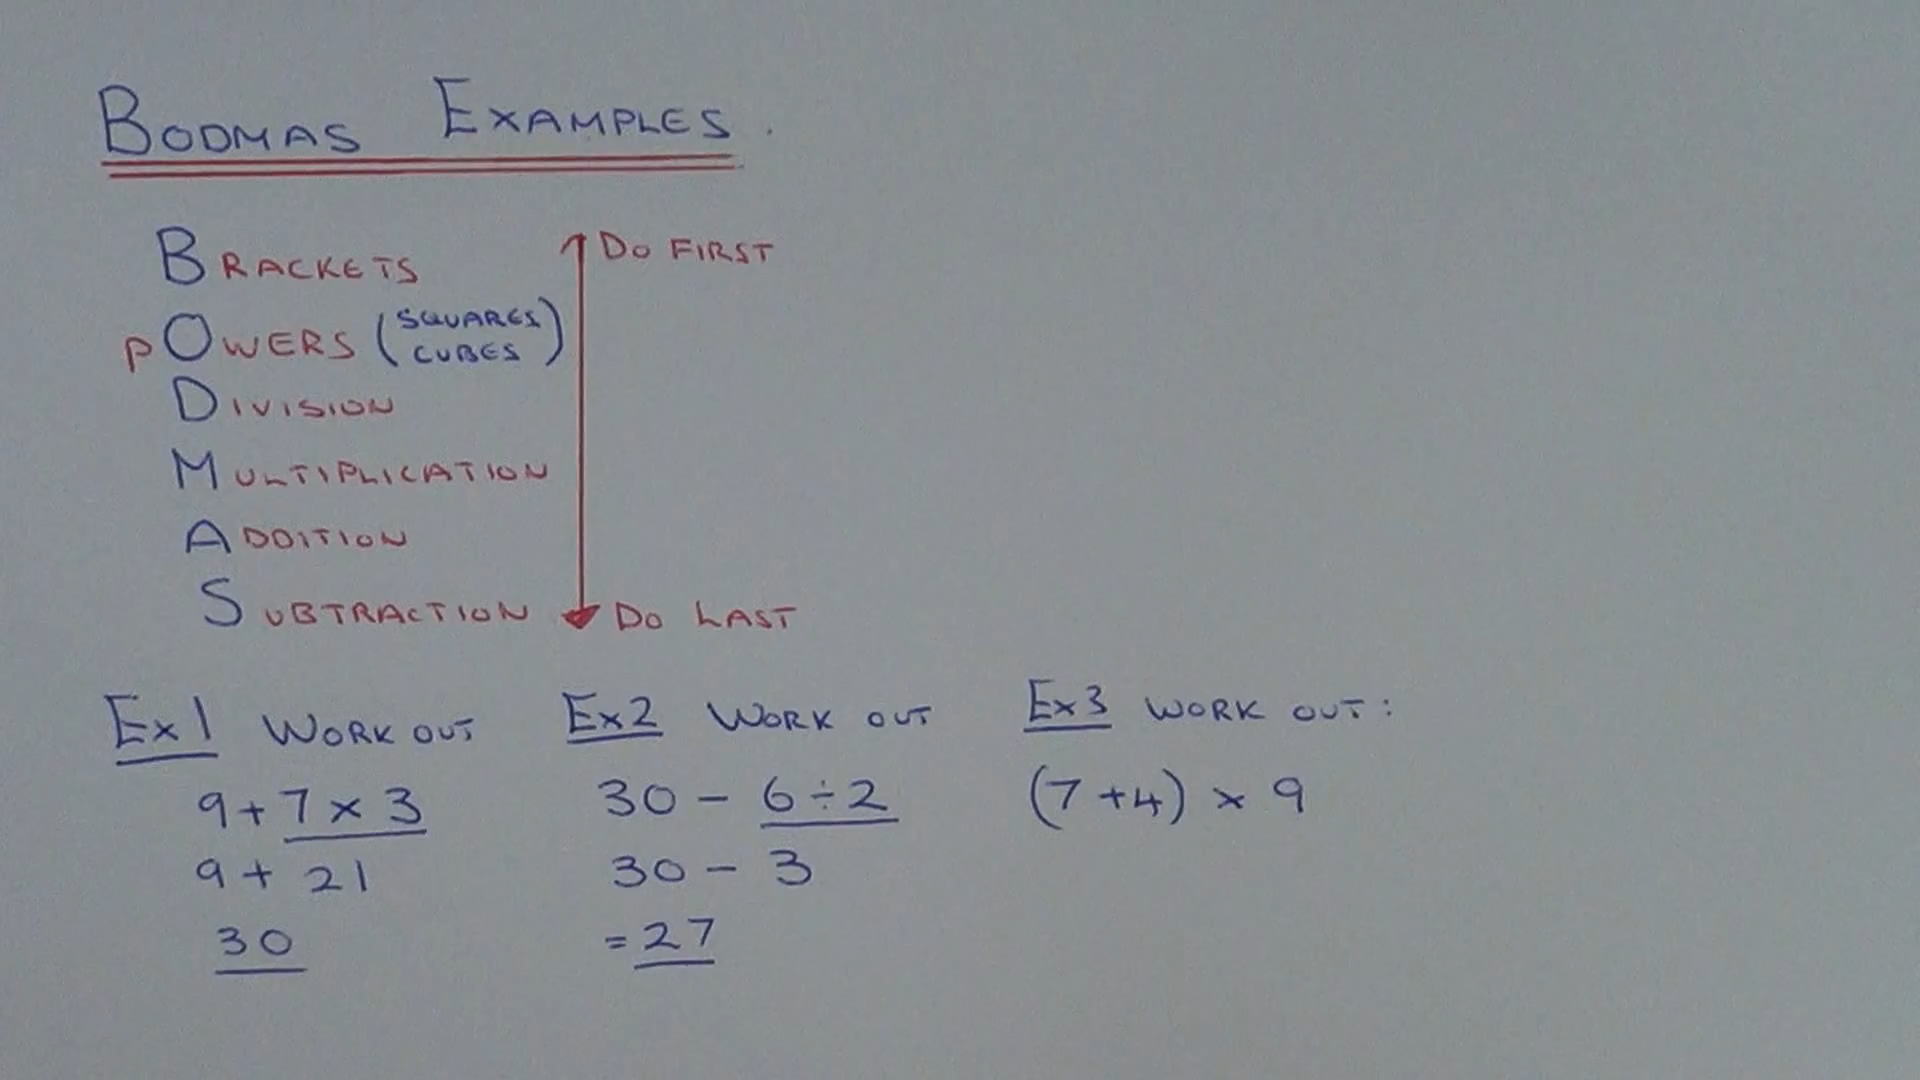 BODMAS EXAMPLES.
BRACKETS
DO FIRST
POWERS (SQUARES CUBES)
DIVISION
MULTIPLICATION
ADDITION
SUBTRACTION
DO LAST
Ex1 WORK OUT
9+7×3
9+ 21
30
Ex2 WORK OUT
30 - 6÷2
30 - 3
= 27
Ex3 WORK OUT:
(7+4) × 9